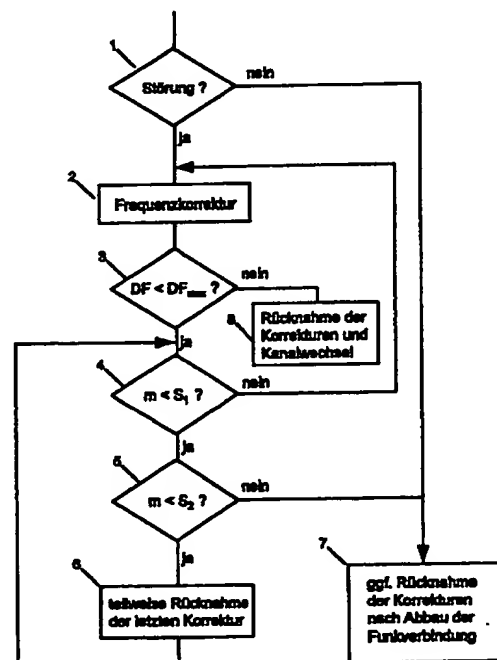 1
Störung ?
nein
ja
2
Frequenzkorrektur
3
DF < DFmax ?
nein
ja
8
Rücknahme der
Korrekturen und
Kanalwechsel
4
m < S1 ?
nein
ja
5
m < S2 ?
nein
ja
6
teilweise Rücknahme
der letzten Korrektur
7
ggf. Rücknahme
der Korrekturen
nach Abbau der
Funkverbindung